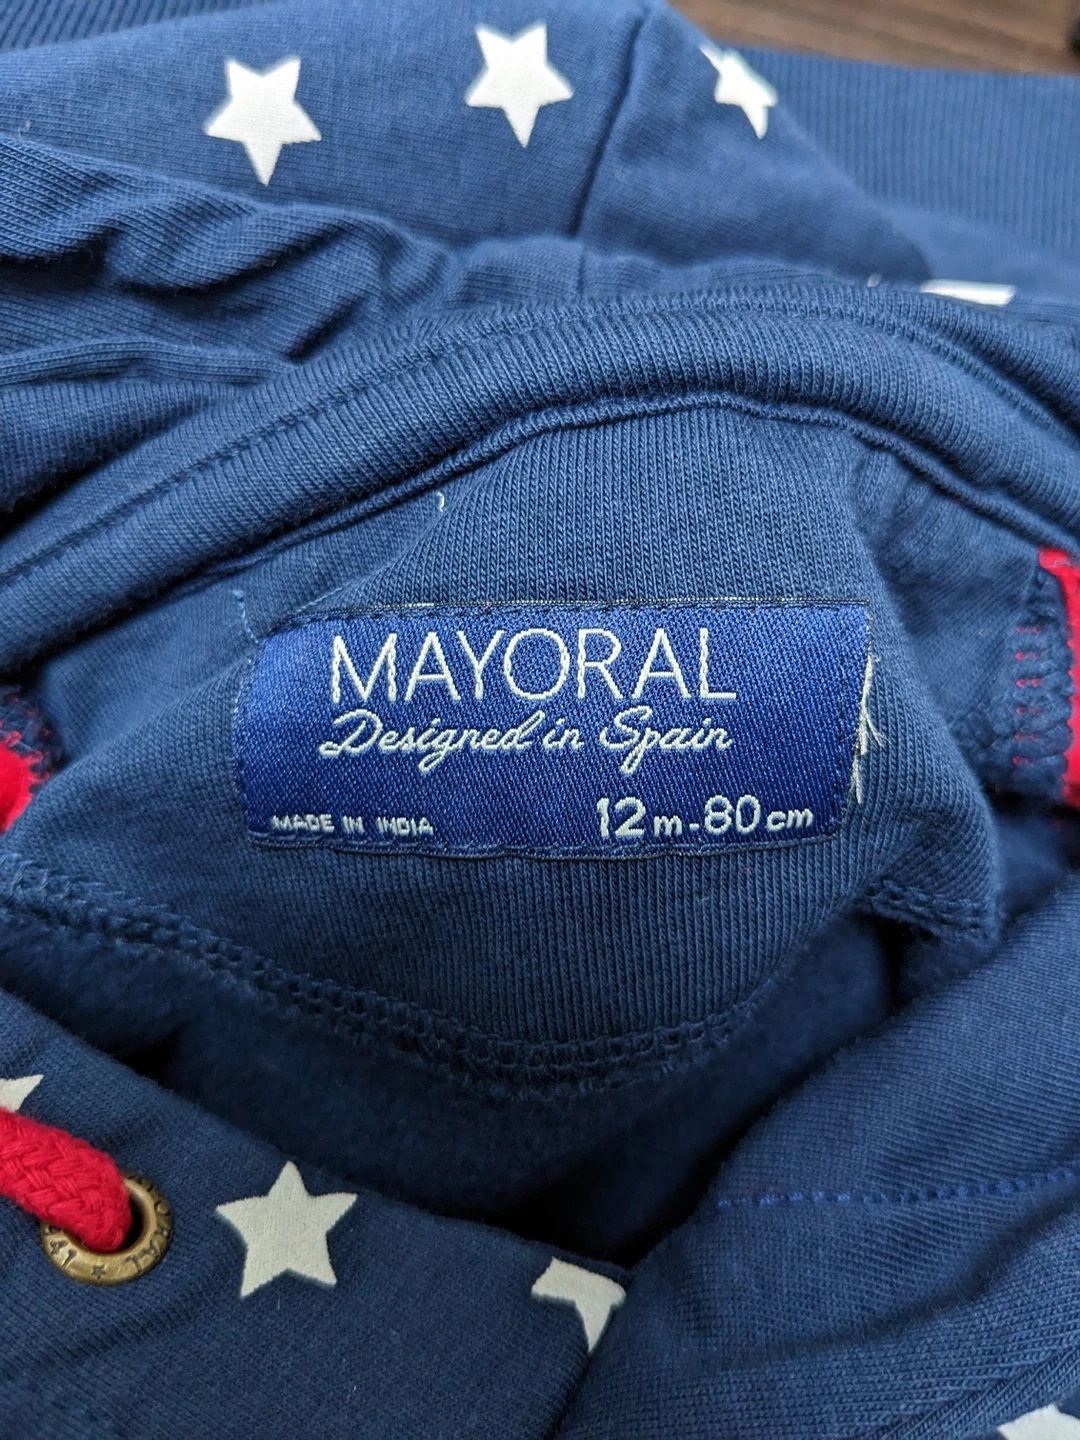 MAYORAL
Designed in Spain
MADE IN INDIA
12m-80cm